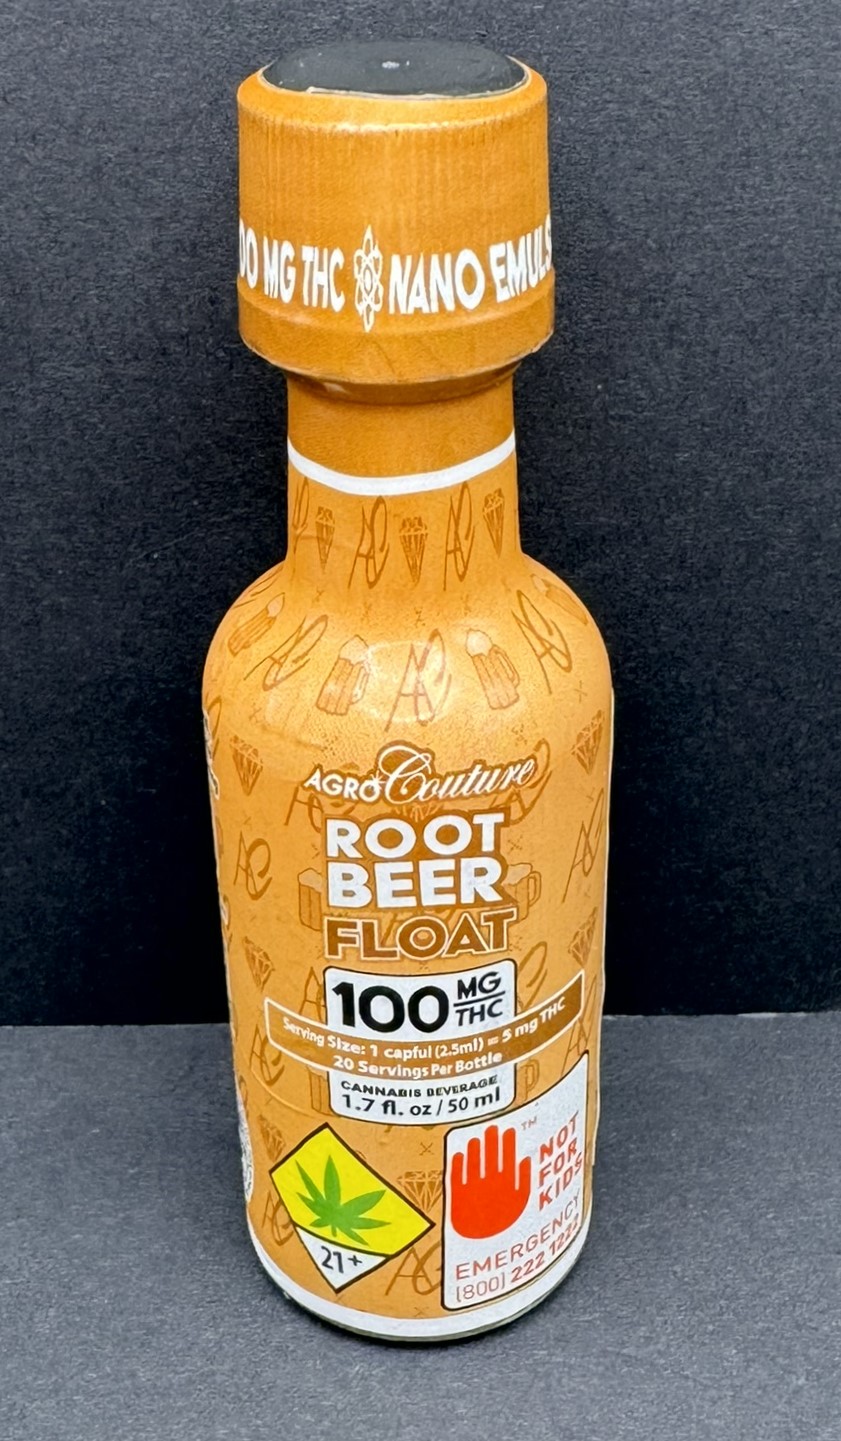 MG THC NANO
AGRO Couture
ROOT
BEER
FLOAT
100 MG
THC
Serving Size: 1 capful (2.5ml) = 5 mg THC
20 Servings Per Bottle
CANNABIS BEVERAGE
1.7 fl. oz / 50 ml
21+
TM
NOT
FOR
KIDS
EMERGENCY
(800) 222 1222